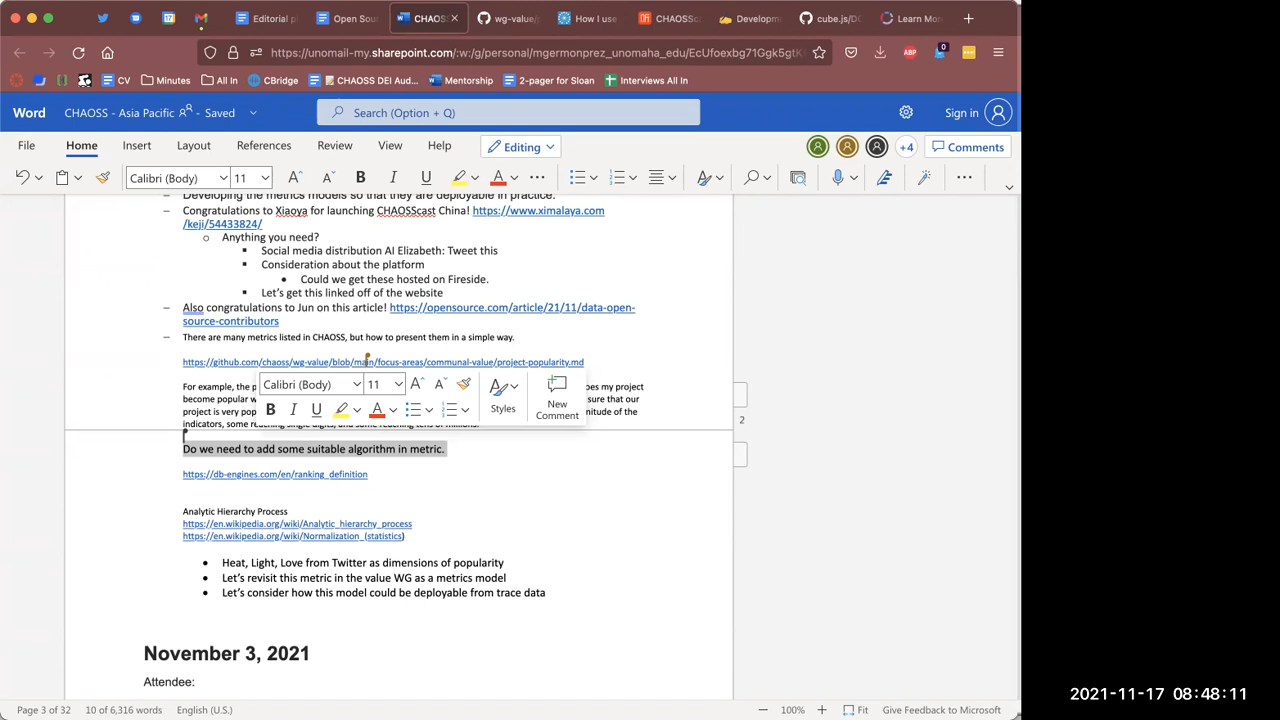 Editorial p
Open Sou
CHAOS
wg-value/
How I use
CHAOSSca
Developm
cube.js/DO
Learn Mon
https://unomail-my.sharepoint.com/:w:/g/personal/mgermonprez_unomaha_edu/EcUfoexbg71Ggk5gtK
ABP
0
CV
Minutes
All In
CBridge
CHAOSS DEI Aud...
Mentorship
2-pager for Sloan
Interviews All In
Word
CHAOSS - Asia Pacific - Saved
Search (Option + Q)
Sign in
File
Home
Insert
Layout
References
Review
View
Help
Editing
+4
Comments
Calibri (Body)
11
Developing the metrics models so that they are deployable in practice.
– Congratulations to Xiaoya for launching CHAOSScast China! https://www.ximalaya.com
/keji/54433824/
o Anything you need?
▪ Social media distribution AI Elizabeth: Tweet this
▪ Consideration about the platform
• Could we get these hosted on Fireside.
▪ Let's get this linked off of the website
– Also congratulations to Jun on this article! https://opensource.com/article/21/11/data-open-
source-contributors
– There are many metrics listed in CHAOSS, but how to present them in a simple way.
https://github.com/chaoss/wg-value/blob/main/focus-areas/communal-value/project-popularity.md
Calibri (Body)
11
Styles
New
Comment
For example, the p
es my project
become popular w
sure that our
project is very pop
nitude of the
Do we need to add some suitable algorithm in metric.
2
https://db-engines.com/en/ranking_definition
Analytic Hierarchy Process
https://en.wikipedia.org/wiki/Analytic_hierarchy_process
https://en.wikipedia.org/wiki/Normalization_(statistics)
• Heat, Light, Love from Twitter as dimensions of popularity
• Let's revisit this metric in the value WG as a metrics model
• Let's consider how this model could be deployable from trace data
November 3, 2021
Attendee:
Page 3 of 32
10 of 6,316 words
English (U.S.)
100%
Fit
Give Feedback to Microsoft
2021-11-17 08:48:11